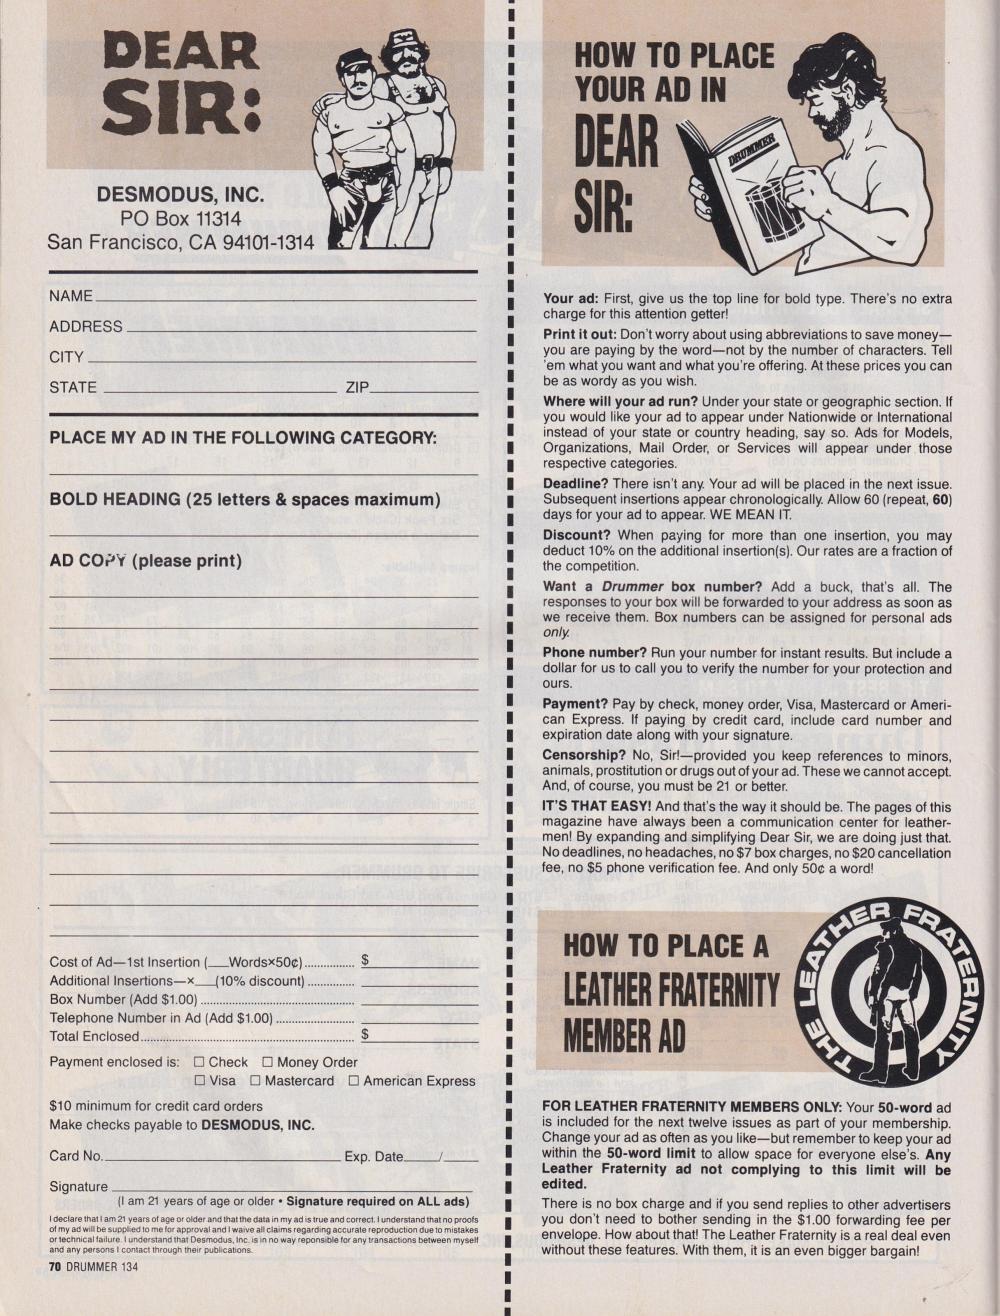 DEAR
SIR:
DESMODUS, INC.
PO Box 11314
San Francisco, CA 94101-1314
NAME
ADDRESS
CITY
STATE ZIP
PLACE MY AD IN THE FOLLOWING CATEGORY:
BOLD HEADING (25 letters & spaces maximum)
AD COPY (please print)
Cost of Ad—1st Insertion (___Words×50¢) .............. $
Additional Insertions—×___(10% discount) .............
Box Number (Add $1.00) ...........................................
Telephone Number in Ad (Add $1.00) ......................
Total Enclosed............................................................ $
Payment enclosed is: ☐ Check ☐ Money Order
☐ Visa ☐ Mastercard ☐ American Express
$10 minimum for credit card orders
Make checks payable to DESMODUS, INC.
Card No. Exp. Date ____/____
Signature
(I am 21 years of age or older • Signature required on ALL ads)
I declare that I am 21 years of age or older and that the data in my ad is true and correct. I understand that no proofs
of my ad will be supplied to me for approval and I waive all claims regarding accurate reproduction due to mistakes
or technical failure. I understand that Desmodus, Inc. is in no way reponsible for any transactions between myself
and any persons I contact through their publications.
70 DRUMMER 134
HOW TO PLACE
YOUR AD IN
DEAR
SIR:
DRUMMER
Your ad: First, give us the top line for bold type. There's no extra
charge for this attention getter!
Print it out: Don't worry about using abbreviations to save money—
you are paying by the word—not by the number of characters. Tell
'em what you want and what you're offering. At these prices you can
be as wordy as you wish.
Where will your ad run? Under your state or geographic section. If
you would like your ad to appear under Nationwide or International
instead of your state or country heading, say so. Ads for Models,
Organizations, Mail Order, or Services will appear under those
respective categories.
Deadline? There isn't any. Your ad will be placed in the next issue.
Subsequent insertions appear chronologically. Allow 60 (repeat, 60)
days for your ad to appear. WE MEAN IT.
Discount? When paying for more than one insertion, you may
deduct 10% on the additional insertion(s). Our rates are a fraction of
the competition.
Want a Drummer box number? Add a buck, that's all. The
responses to your box will be forwarded to your address as soon as
we receive them. Box numbers can be assigned for personal ads
only.
Phone number? Run your number for instant results. But include a
dollar for us to call you to verify the number for your protection and
ours.
Payment? Pay by check, money order, Visa, Mastercard or Ameri-
can Express. If paying by credit card, include card number and
expiration date along with your signature.
Censorship? No, Sir!—provided you keep references to minors,
animals, prostitution or drugs out of your ad. These we cannot accept.
And, of course, you must be 21 or better.
IT'S THAT EASY! And that's the way it should be. The pages of this
magazine have always been a communication center for leather-
men! By expanding and simplifying Dear Sir, we are doing just that.
No deadlines, no headaches, no $7 box charges, no $20 cancellation
fee, no $5 phone verification fee. And only 50¢ a word!
HOW TO PLACE A
LEATHER FRATERNITY
MEMBER AD
THE LEATHER FRATERNITY
FOR LEATHER FRATERNITY MEMBERS ONLY: Your 50-word ad
is included for the next twelve issues as part of your membership.
Change your ad as often as you like—but remember to keep your ad
within the 50-word limit to allow space for everyone else's. Any
Leather Fraternity ad not complying to this limit will be
edited.
There is no box charge and if you send replies to other advertisers
you don't need to bother sending in the $1.00 forwarding fee per
envelope. How about that! The Leather Fraternity is a real deal even
without these features. With them, it is an even bigger bargain!